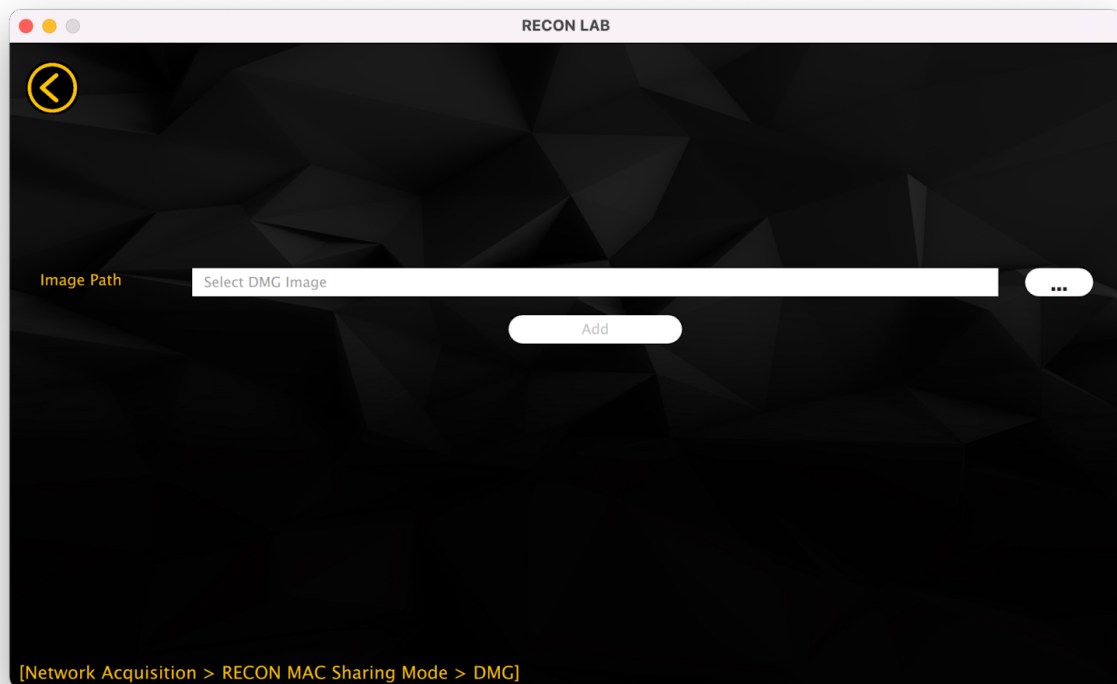 RECON LAB
Image Path
Select DMG Image
...
Add
[Network Acquisition > RECON MAC Sharing Mode > DMG]